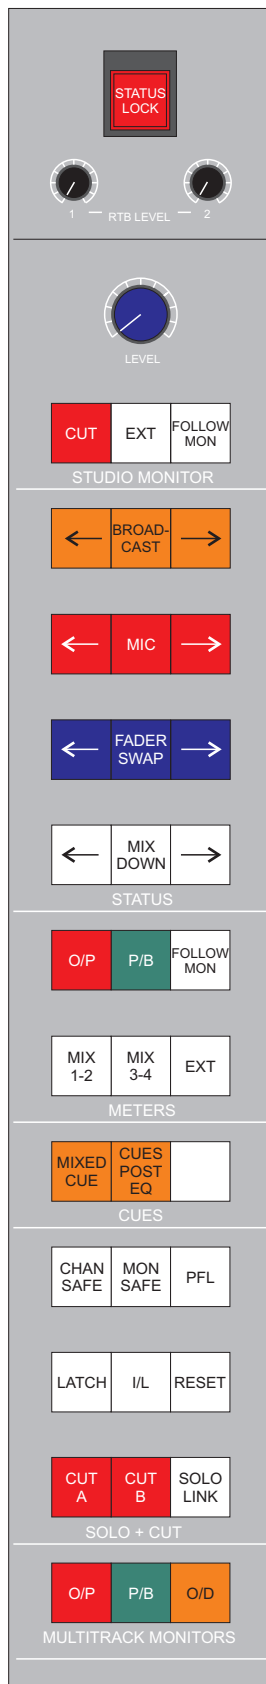 STATUS
LOCK
1 RTB LEVEL 2
LEVEL
CUT EXT FOLLOW
MON
STUDIO MONITOR
BROAD-
CAST
MIC
FADER
SWAP
MIX
DOWN
STATUS
O/P P/B FOLLOW
MON
MIX
1-2
MIX
3-4
EXT
METERS
MIXED
CUE
CUES
POST
EQ
CUES
CHAN
SAFE
MON
SAFE
PFL
LATCH I/L RESET
CUT
A
CUT
B
SOLO
LINK
SOLO + CUT
O/P P/B O/D
MULTITRACK MONITORS